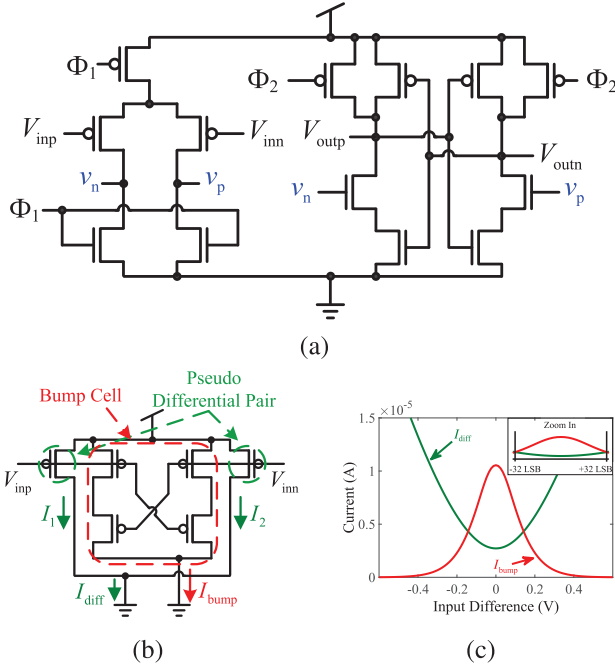 Φ1
Φ2
Φ2
Vinp
Vinn
Voutp
Voutn
vn
vp
vn
vp
Φ1
(a)
Bump Cell
Pseudo
Differential Pair
Vinp
Vinn
I1
I2
Idiff
Ibump
(b)
×10-5
1.5
1
0.5
0
Current (A)
Idiff
Zoom In
-32 LSB
+32 LSB
Ibump
-0.4
-0.2
0
0.2
0.4
Input Difference (V)
(c)